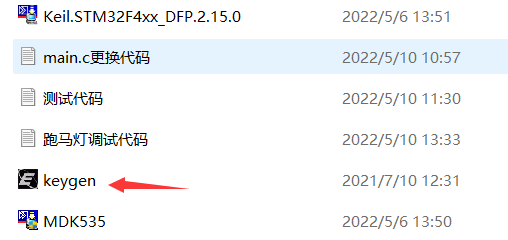 Keil.STM32F4xx_DFP.2.15.0 2022/5/6 13:51
main.c更换代码 2022/5/10 10:57
测试代码 2022/5/10 11:30
跑马灯调试代码 2022/5/10 13:33
keygen 2021/7/10 12:31
MDK535 2022/5/6 13:50